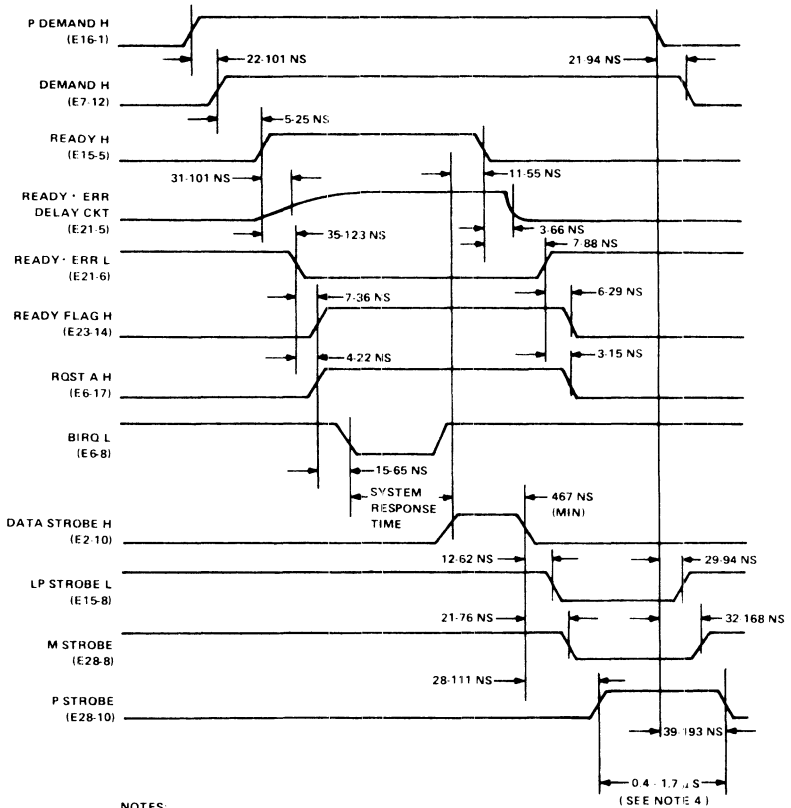 P DEMAND H
(E16-1)
22-101 NS
21-94 NS
DEMAND H
(E7-12)
5-25 NS
READY H
(E15-5)
31-101 NS
11-55 NS
READY · ERR
DELAY CKT
(E21-5)
3-66 NS
35-123 NS
7-88 NS
READY · ERR L
(E21-6)
7-36 NS
6-29 NS
READY FLAG H
(E23-14)
4-22 NS
3-15 NS
RQST A H
(E6-17)
BIRQ L
(E6-8)
15-65 NS
SYSTEM
RESPONSE
TIME
467 NS
(MIN)
DATA STROBE H
(E2-10)
12-62 NS
29-94 NS
LP STROBE L
(E15-8)
21-76 NS
32-168 NS
M STROBE
(E28-8)
28-111 NS
P STROBE
(E28-10)
39-193 NS
0.4 - 1.7 µS
(SEE NOTE 4)
NOTES: